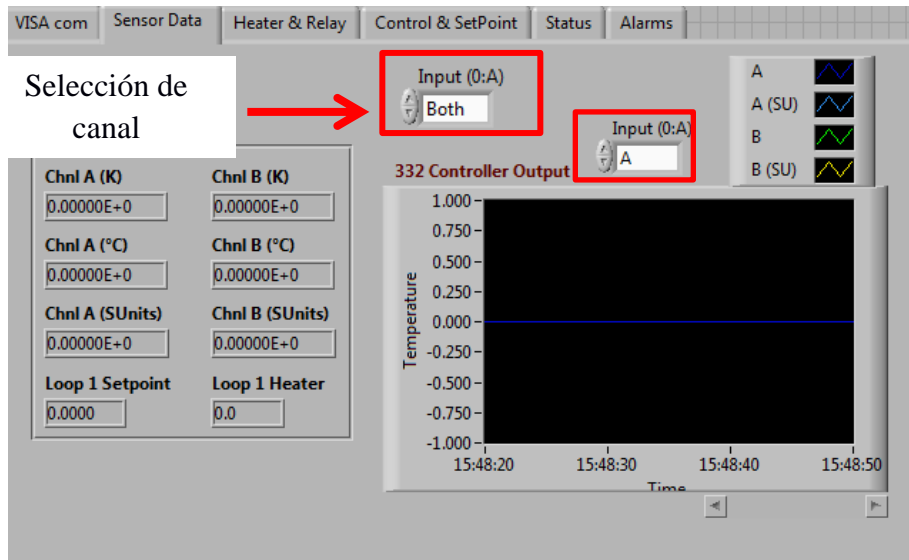 VISA com
Sensor Data
Heater & Relay
Control & SetPoint
Status
Alarms
Selección de
canal
Input (0:A)
Both
Input (0:A)
A
A
A (SU)
B
B (SU)
Chnl A (K)
Chnl B (K)
0.00000E+0
0.00000E+0
Chnl A (°C)
Chnl B (°C)
0.00000E+0
0.00000E+0
Chnl A (SUnits)
Chnl B (SUnits)
0.00000E+0
0.00000E+0
Loop 1 Setpoint
Loop 1 Heater
0.0000
0.0
332 Controller Output
Temperature
1.000
0.750
0.500
0.250
0.000
-0.250
-0.500
-0.750
-1.000
15:48:20
15:48:30
15:48:40
15:48:50
Time